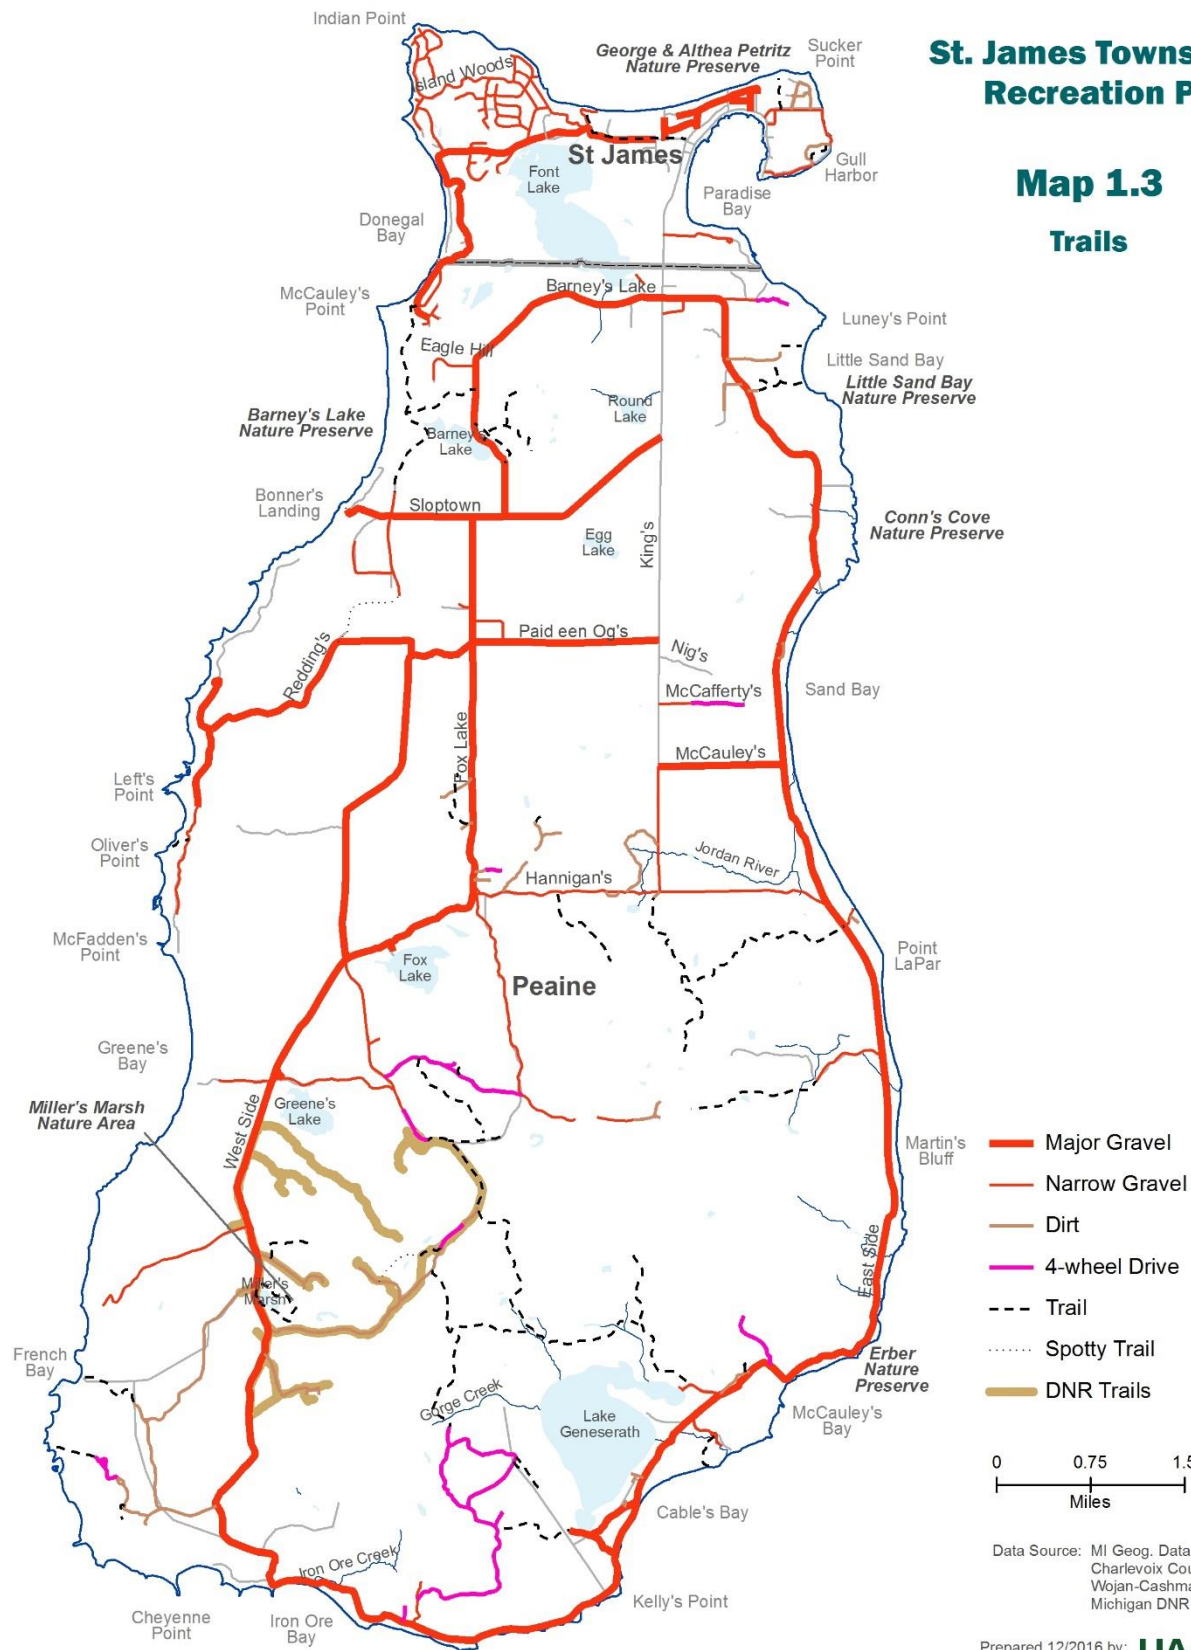 Indian Point
Island Woods
George & Althea Petritz
Nature Preserve
Sucker
Point
St. James Towns
Recreation P
Map 1.3
Trails
St James
Font
Lake
Gull
Harbor
Paradise
Bay
Donegal
Bay
McCauley's
Point
Barney's Lake
Luney's Point
Eagle Hill
Little Sand Bay
Little Sand Bay
Nature Preserve
Round
Lake
Barney's Lake
Nature Preserve
Barney's
Lake
Bonner's
Landing
Sloptown
Conn's Cove
Nature Preserve
Egg
Lake
King's
Paid een Og's
Redding's
Nig's
McCafferty's
Sand Bay
Fox Lake
McCauley's
Left's
Point
Oliver's
Point
Jordan River
Hannigan's
McFadden's
Point
Fox
Lake
Peaine
Point
LaPar
Greene's
Bay
Miller's Marsh
Nature Area
Greene's
Lake
West Side
Martin's
Bluff
East Side
Miller's
Marsh
French
Bay
Erber
Nature
Preserve
Gorge Creek
Lake
Geneserath
McCauley's
Bay
Cable's Bay
Iron Ore Creek
Kelly's Point
Cheyenne
Point
Iron Ore
Bay
Major Gravel
Narrow Gravel
Dirt
4-wheel Drive
Trail
Spotty Trail
DNR Trails
0 0.75 1.5
Miles
Data Source: MI Geog. Data
Charlevoix Cou
Wojan-Cashma
Michigan DNR
Prepared 12/2016 by: